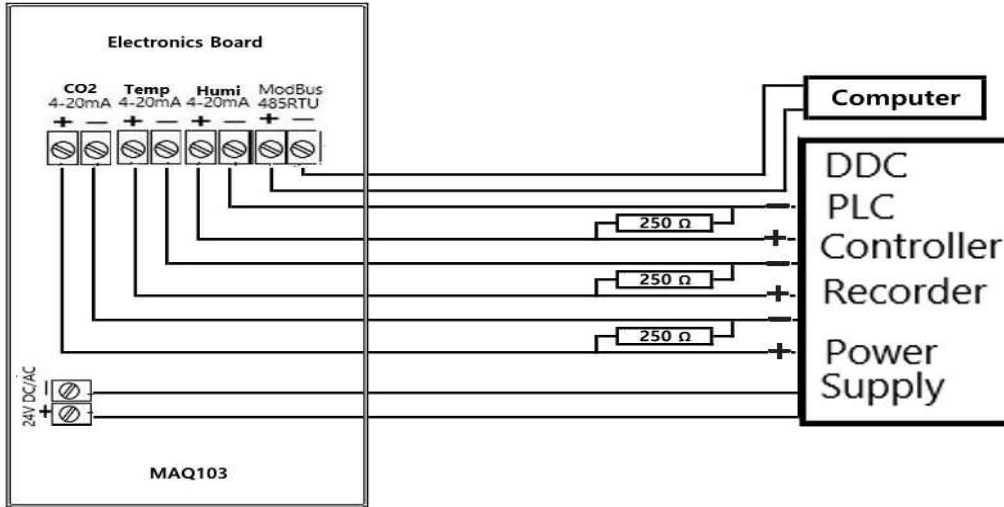 Electronics Board
CO2 Temp Humi ModBus
4-20mA 4-20mA 4-20mA 485RTU
+ — + — + — + —
Computer
DDC
PLC
Controller
Recorder
Power
Supply
— 250 Ω
+
— 250 Ω
+
— 250 Ω
+
24V DC/AC
—
+
MAQ103